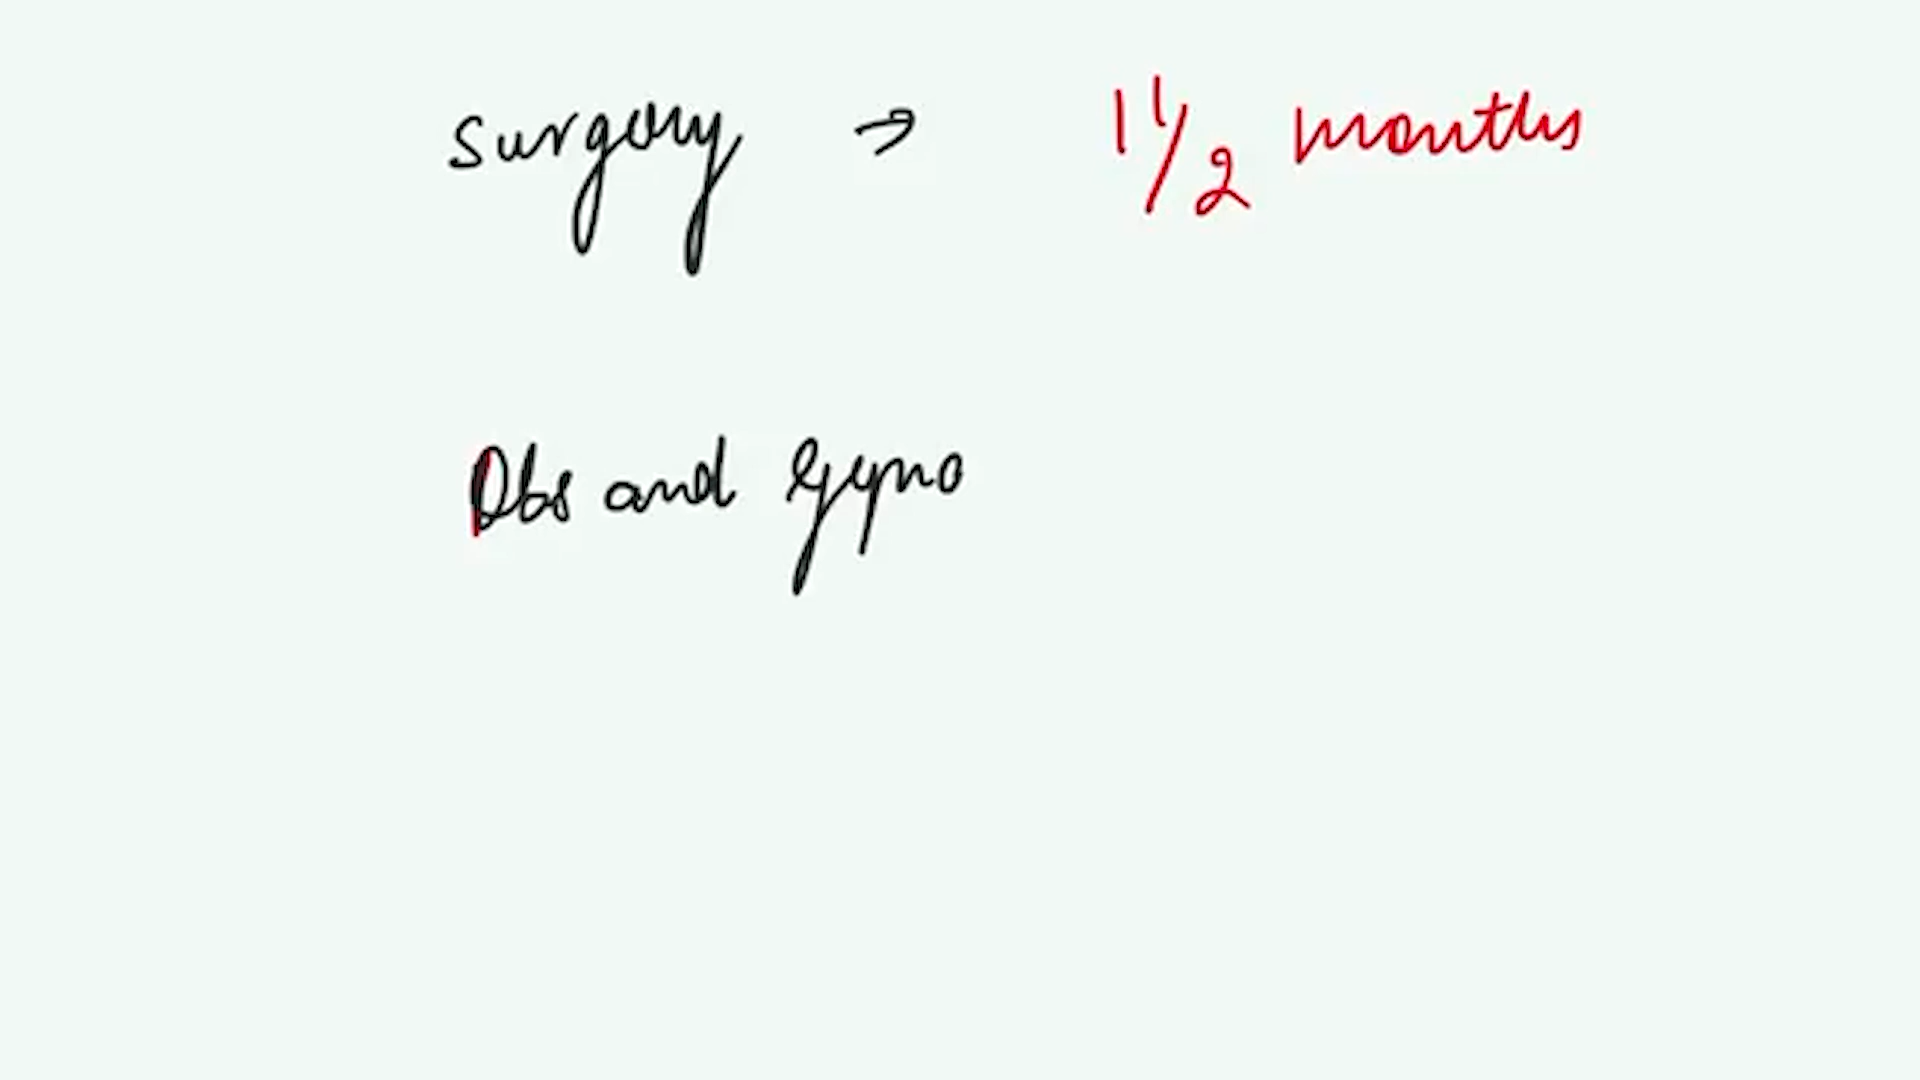 surgery → 1 1/2 months
Obs and Gyno